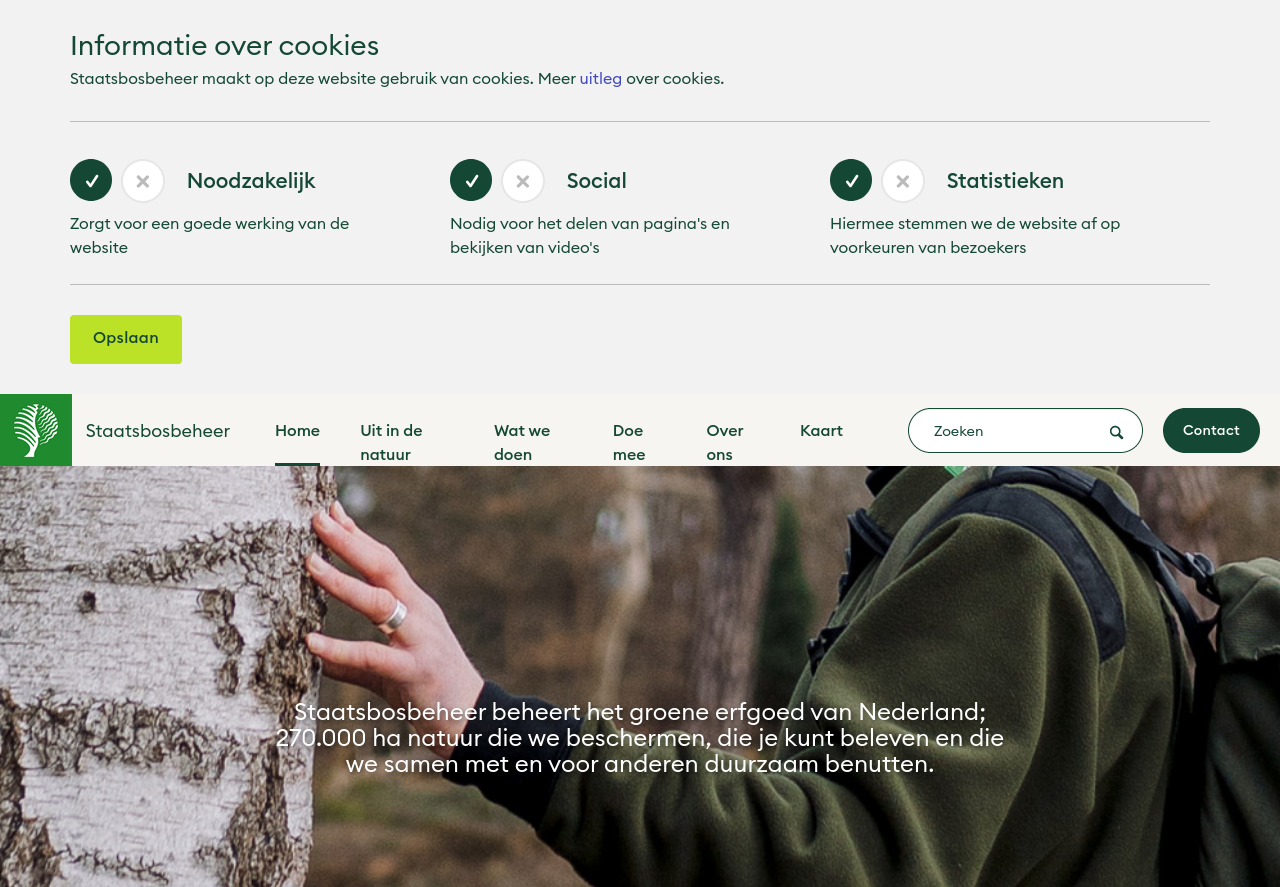 Informatie over cookies
Staatsbosbeheer maakt op deze website gebruik van cookies. Meer uitleg over cookies.
Noodzakelijk
Zorgt voor een goede werking van de
website
Social
Nodig voor het delen van pagina's en
bekijken van video's
Statistieken
Hiermee stemmen we de website af op
voorkeuren van bezoekers
Opslaan
Staatsbosbeheer
Home
Uit in de
natuur
Wat we
doen
Doe
mee
Over
ons
Kaart
Zoeken
Contact
Staatsbosbeheer beheert het groene erfgoed van Nederland;
270.000 ha natuur die we beschermen, die je kunt beleven en die
we samen met en voor anderen duurzaam benutten.